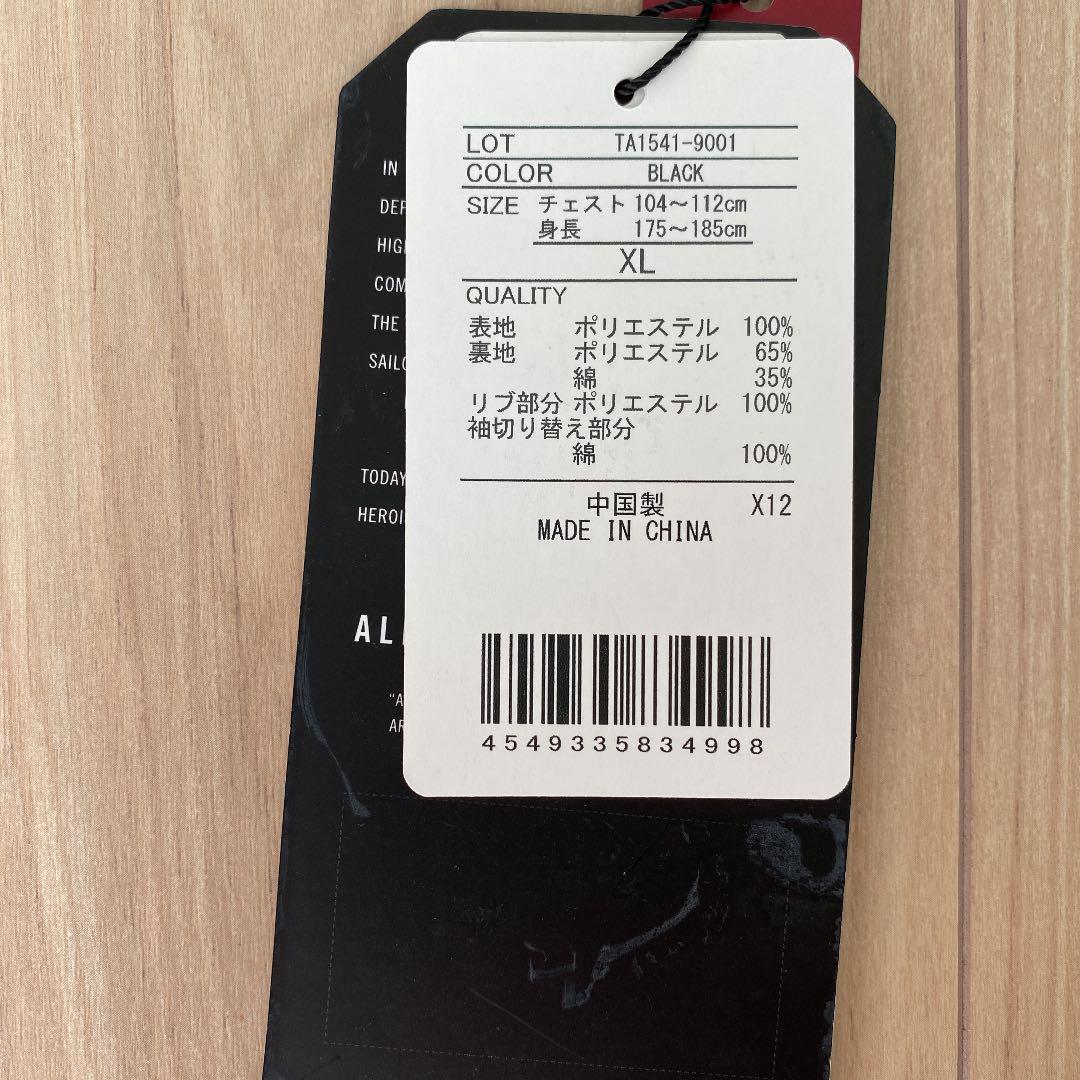 LOT TA1541-9001
COLOR BLACK
SIZE チェスト 104～112cm
身長 175～185cm
XL
QUALITY
表地 ポリエステル 100%
裏地 ポリエステル 65%
綿 35%
リブ部分 ポリエステル 100%
袖切り替え部分
綿 100%
中国製 X12
MADE IN CHINA
4549335834998
IN
THE
TODAY